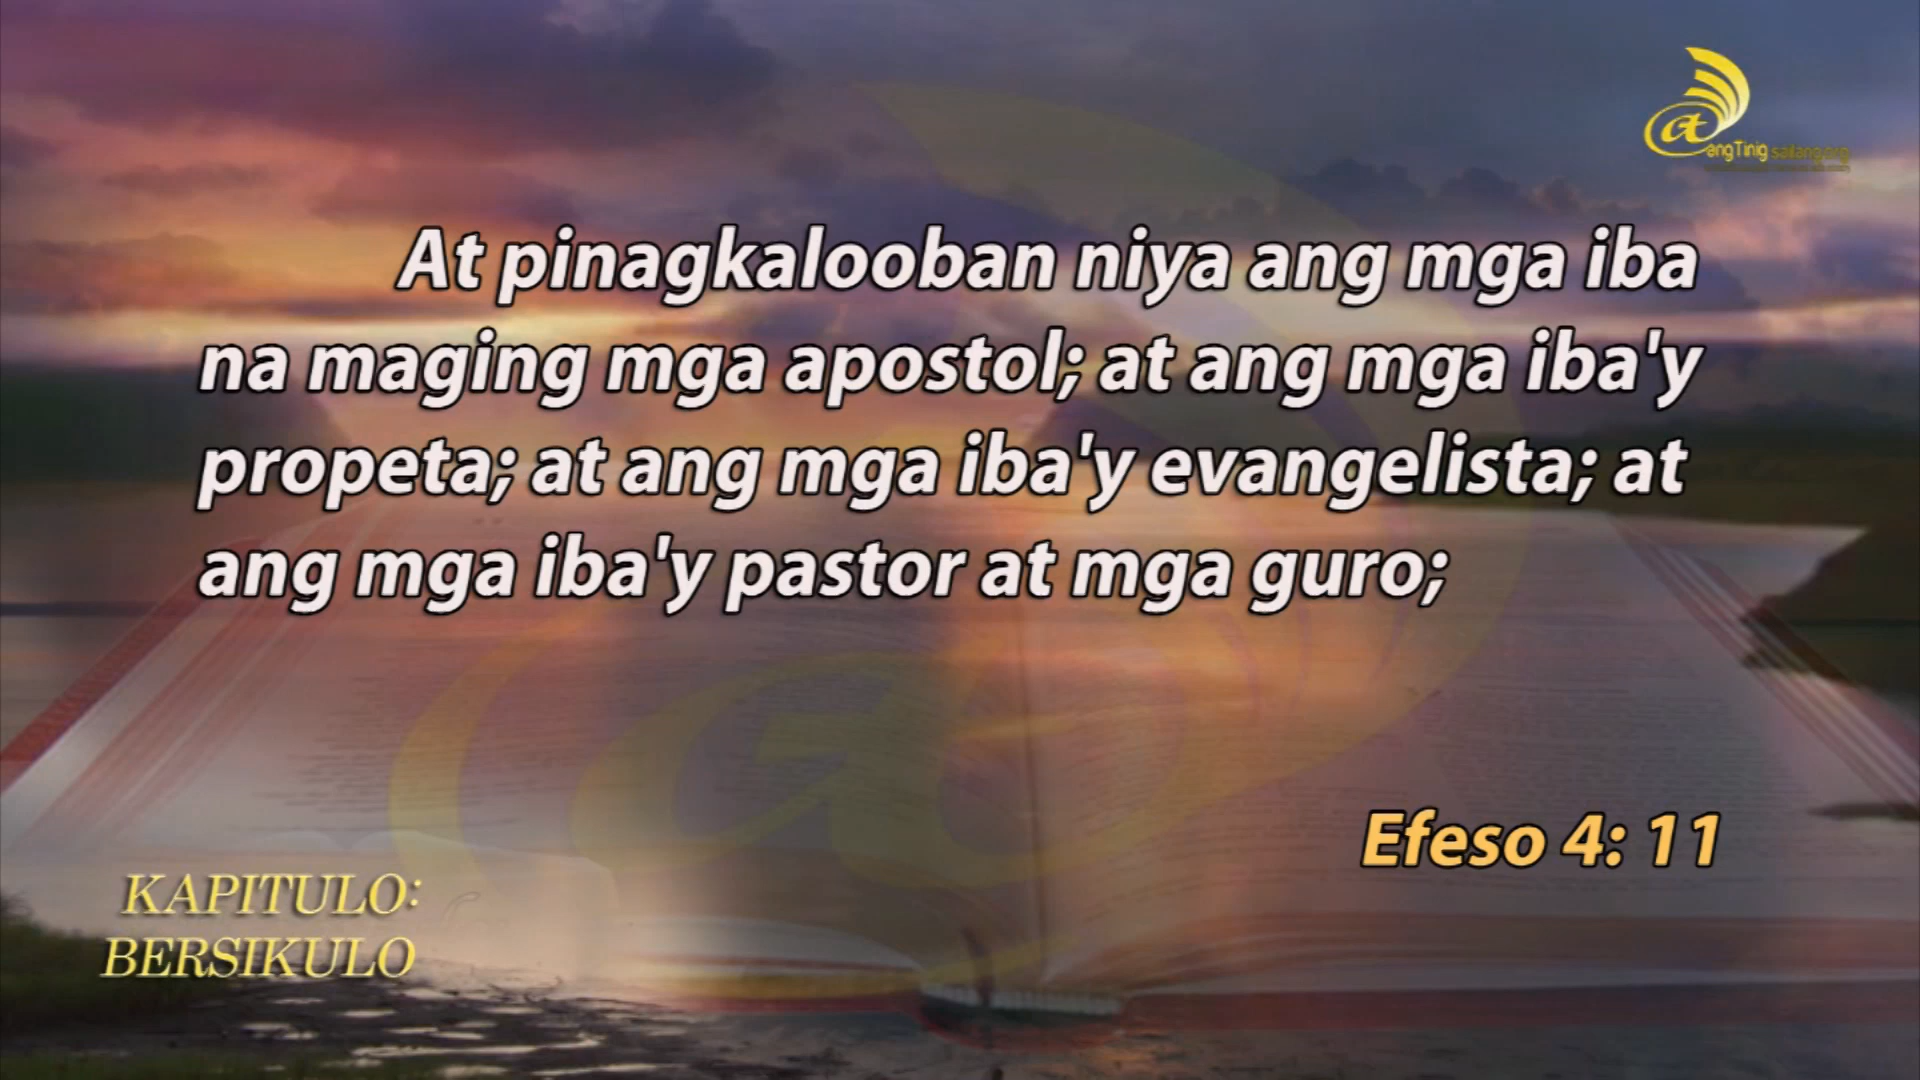 angTinig
At pinagkalooban niya ang mga iba
na maging mga apostol; at ang mga iba'y
propeta; at ang mga iba'y evangelista; at
ang mga iba'y pastor at mga guro;
Efeso 4: 11
KAPITULO:
BERSIKULO